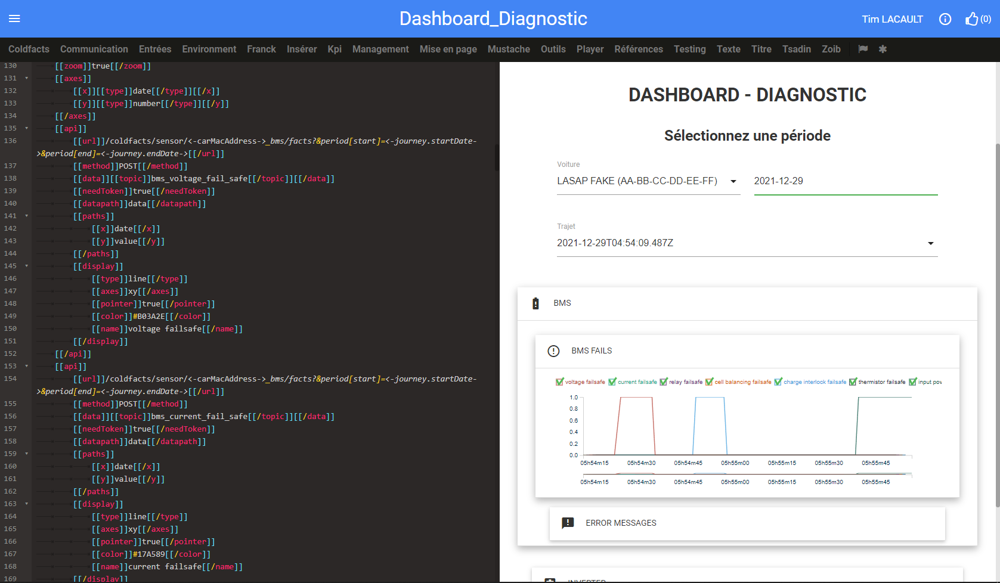 Dashboard_Diagnostic
Tim LACAULT
(0)
Coldfacts Communication Entrées Environment Franck Insérer Kpi Management Mise en page Mustache Outils Player Références Testing Texte Titre Tsadin Zoib
130 [[zoom]]true[[/zoom]]
131 [[axes]]
132 [[x]][[type]]date[[/type]][[/x]]
133 [[y]][[type]]number[[/type]][[/y]]
134 [[/axes]]
135 [[api]]
136 [[url]]/coldfacts/sensor/<-carMacAddress->_bms/facts?&period[start]=<-journey.startDate-
>&period[end]=<-journey.endDate->[[/url]]
137 [[method]]POST[[/method]]
138 [[data]][[topic]]bms_voltage_fail_safe[[/topic]][[/data]]
139 [[needToken]]true[[/needToken]]
140 [[datapath]]data[[/datapath]]
141 [[paths]]
142 [[x]]date[[/x]]
143 [[y]]value[[/y]]
144 [[/paths]]
145 [[display]]
146 [[type]]line[[/type]]
147 [[axes]]xy[[/axes]]
148 [[pointer]]true[[/pointer]]
149 [[color]]#B03A2E[[/color]]
150 [[name]]voltage failsafe[[/name]]
151 [[/display]]
152 [[/api]]
153 [[api]]
154 [[url]]/coldfacts/sensor/<-carMacAddress->_bms/facts?&period[start]=<-journey.startDate-
>&period[end]=<-journey.endDate->[[/url]]
155 [[method]]POST[[/method]]
156 [[data]][[topic]]bms_current_fail_safe[[/topic]][[/data]]
157 [[needToken]]true[[/needToken]]
158 [[datapath]]data[[/datapath]]
159 [[paths]]
160 [[x]]date[[/x]]
161 [[y]]value[[/y]]
162 [[/paths]]
163 [[display]]
164 [[type]]line[[/type]]
165 [[axes]]xy[[/axes]]
166 [[pointer]]true[[/pointer]]
167 [[color]]#17A589[[/color]]
168 [[name]]current failsafe[[/name]]
169 [[/display]]
DASHBOARD - DIAGNOSTIC
Sélectionnez une période
Voiture
LASAP FAKE (AA-BB-CC-DD-EE-FF) 2021-12-29
Trajet
2021-12-29T04:54:09.487Z
BMS
BMS FAILS
voltage failsafe current failsafe relay failsafe cell balancing failsafe charge interlock failsafe thermistor failsafe input pow
1.0
0.8
0.6
0.4
0.2
0.0
05h54m15 05h54m30 05h54m45 05h55m00 05h55m15 05h55m30 05h55m45
05h54m15 05h54m30 05h54m45 05h55m00 05h55m15 05h55m30 05h55m45
ERROR MESSAGES
INVERTER